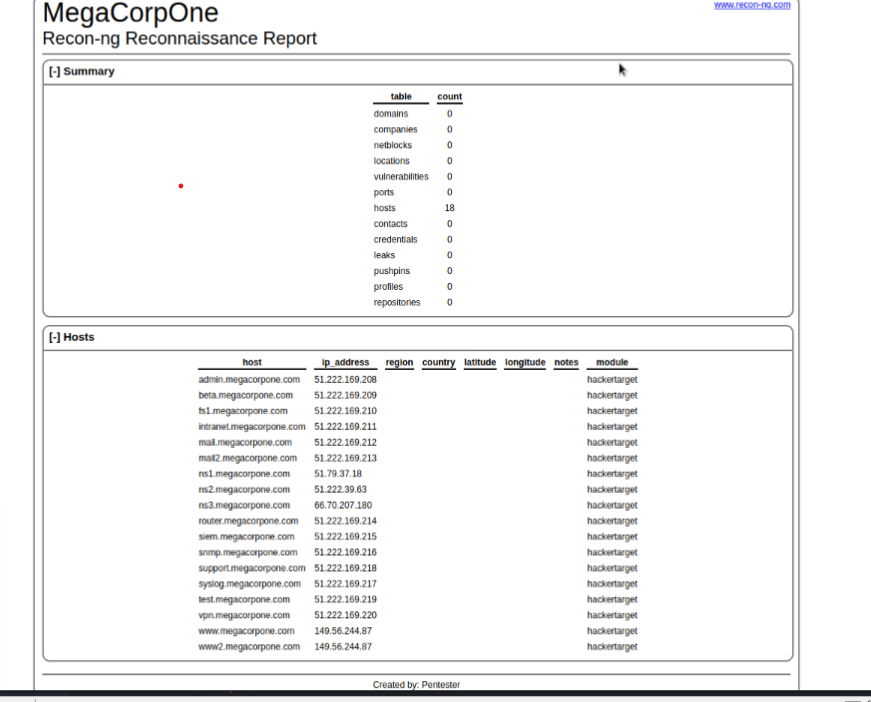 MegaCorpOne
www.recon-ng.com
Recon-ng Reconnaissance Report
[-] Summary
table count
domains 0
companies 0
netblocks 0
locations 0
vulnerabilities 0
ports 0
hosts 18
contacts 0
credentials 0
leaks 0
pushpins 0
profiles 0
repositories 0
[-] Hosts
host ip_address region country latitude longitude notes module
admin.megacorpone.com 51.222.169.208 hackertarget
beta.megacorpone.com 51.222.169.209 hackertarget
fs1.megacorpone.com 51.222.169.210 hackertarget
intranet.megacorpone.com 51.222.169.211 hackertarget
mail.megacorpone.com 51.222.169.212 hackertarget
mail2.megacorpone.com 51.222.169.213 hackertarget
ns1.megacorpone.com 51.79.37.18 hackertarget
ns2.megacorpone.com 51.222.39.63 hackertarget
ns3.megacorpone.com 66.70.207.180 hackertarget
router.megacorpone.com 51.222.169.214 hackertarget
siem.megacorpone.com 51.222.169.215 hackertarget
snmp.megacorpone.com 51.222.169.216 hackertarget
support.megacorpone.com 51.222.169.218 hackertarget
syslog.megacorpone.com 51.222.169.217 hackertarget
test.megacorpone.com 51.222.169.219 hackertarget
vpn.megacorpone.com 51.222.169.220 hackertarget
www.megacorpone.com 149.56.244.87 hackertarget
www2.megacorpone.com 149.56.244.87 hackertarget
Created by: Pentester